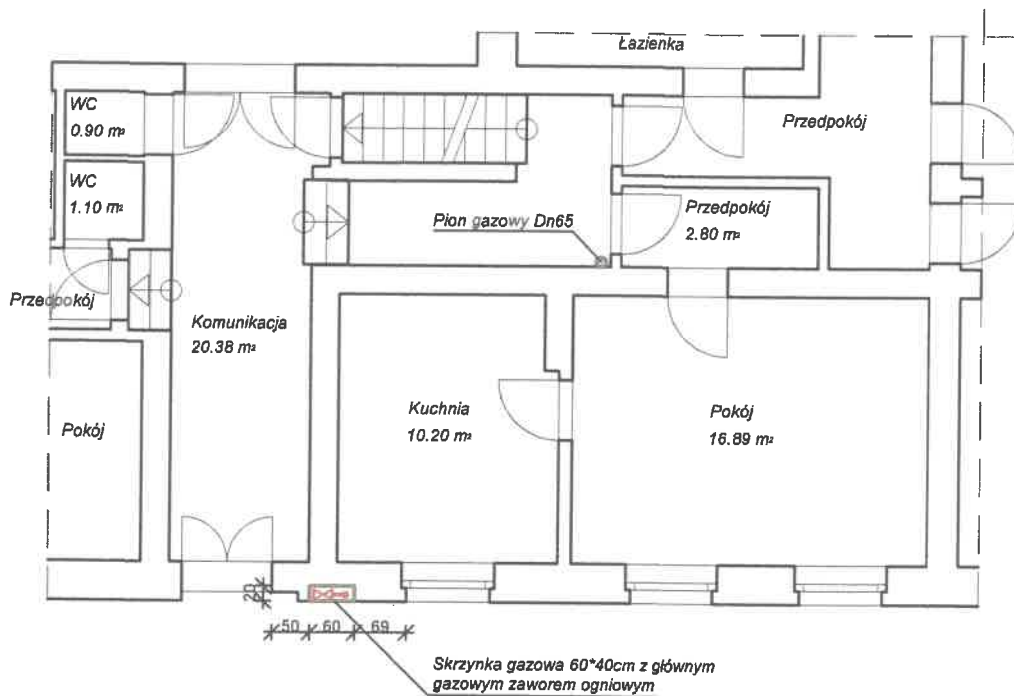 Łazienka
WC
0.90 m²
Przedpokój
WC
1.10 m²
Przedpokój
2.80 m²
Pion gazowy Dn65
Przedpokój
Komunikacja
20.38 m²
Kuchnia
10.20 m²
Pokój
16.89 m²
Pokój
20
50
60
69
Skrzynka gazowa 60*40cm z głównym
gazowym zaworem ogniowym